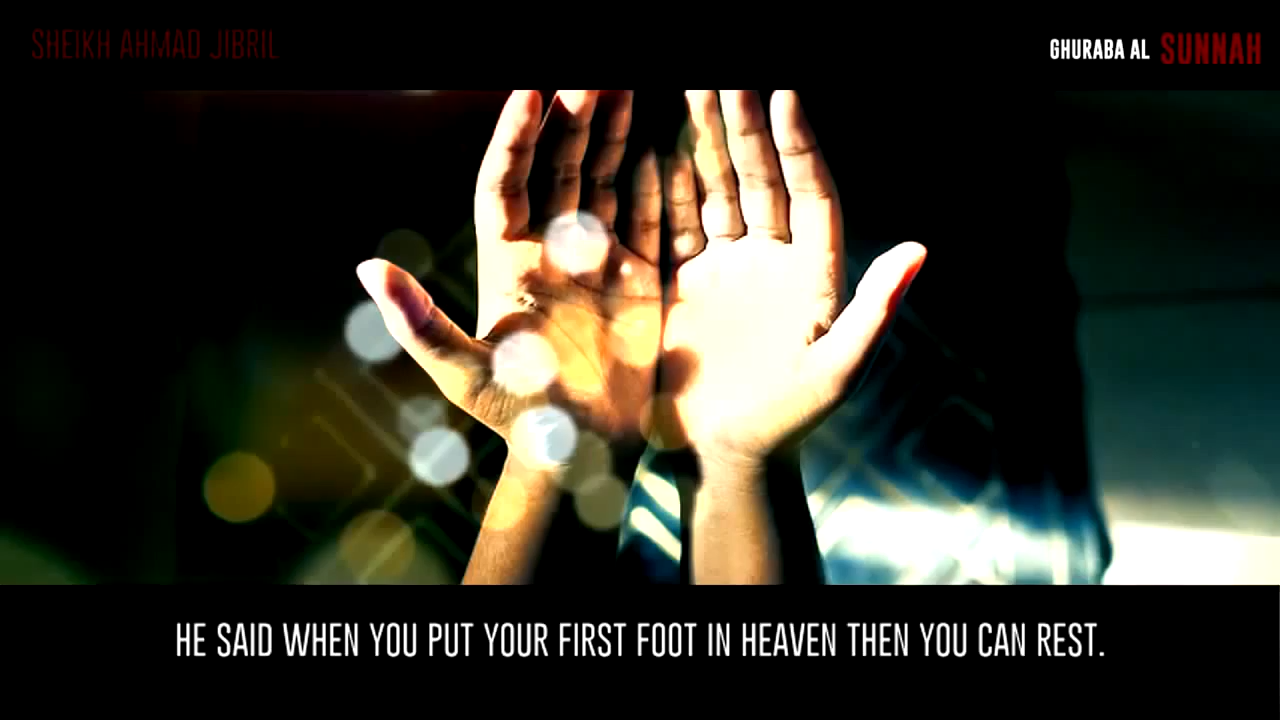 SHEIKH AHMAD JIBRIL
GHURABA AL SUNNAH
HE SAID WHEN YOU PUT YOUR FIRST FOOT IN HEAVEN THEN YOU CAN REST.